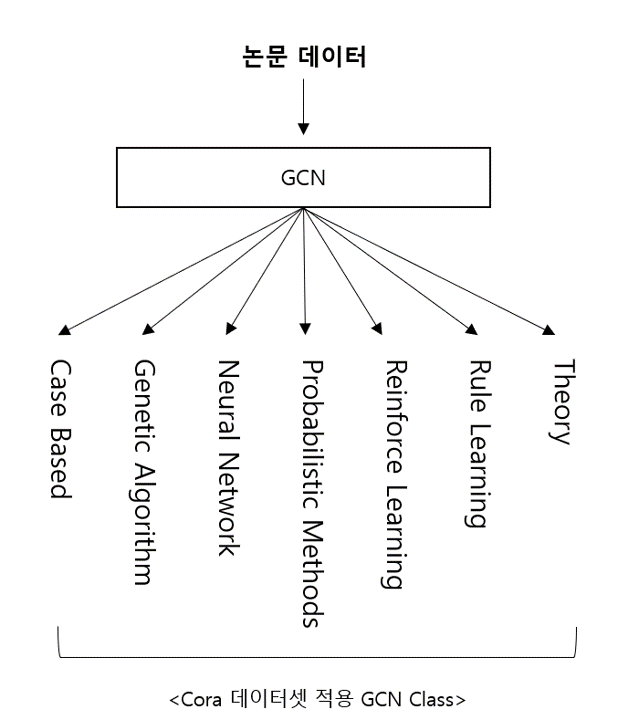 논문 데이터
GCN
Case Based
Genetic Algorithm
Neural Network
Probabilistic Methods
Reinforce Learning
Rule Learning
Theory
<Cora 데이터셋 적용 GCN Class>